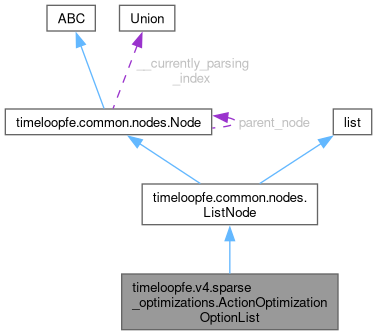 ABC
Union
__currently_parsing
_index
timeloopfe.common.nodes.Node
parent_node
list
timeloopfe.common.nodes.
ListNode
timeloopfe.v4.sparse
_optimizations.ActionOptimization
OptionList